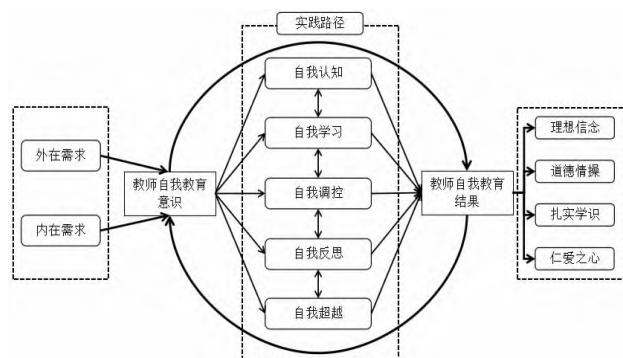 实践路径
自我认知
自我学习
自我调控
自我反思
自我超越
外在需求
内在需求
教师自我教育
意识
教师自我教育
结果
理想信念
道德情操
扎实学识
仁爱之心